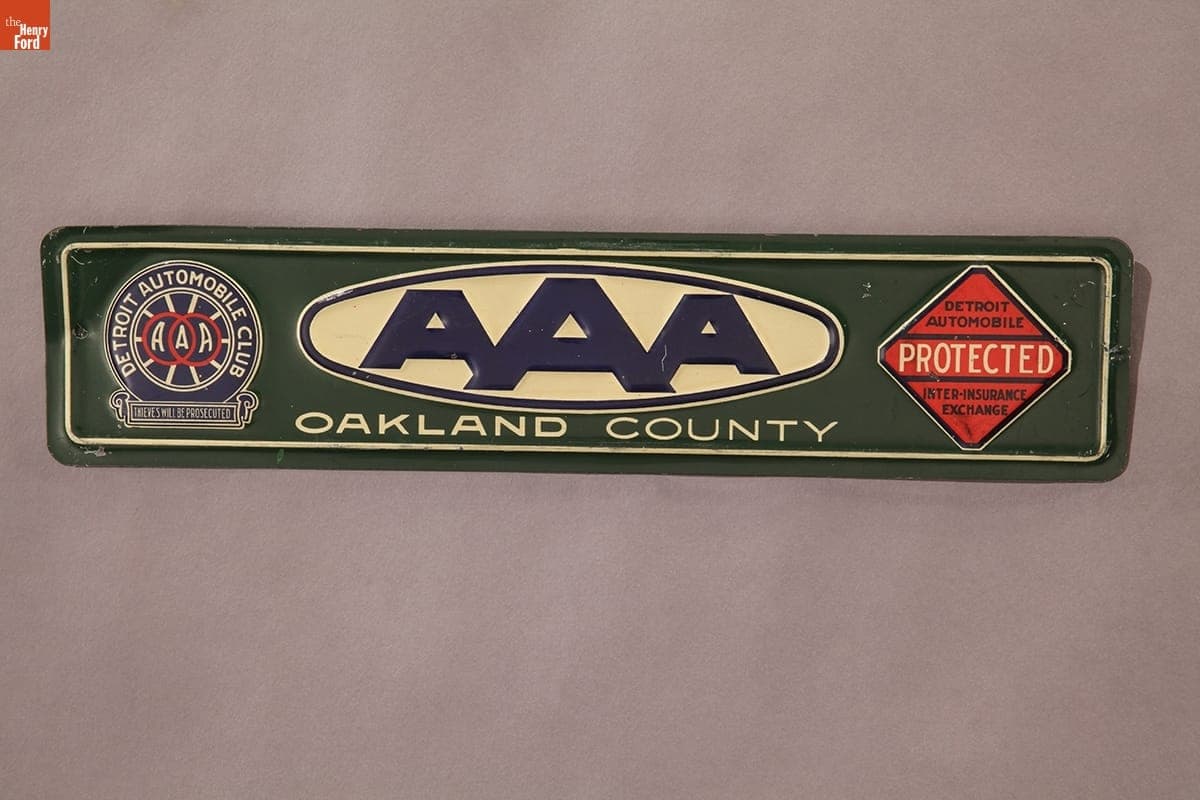 the
Henry
Ford
DETROIT AUTOMOBILE CLUB
AAA
THIEVES WILL BE PROSECUTED
AAA
OAKLAND COUNTY
DETROIT
AUTOMOBILE
PROTECTED
INTER-INSURANCE
EXCHANGE